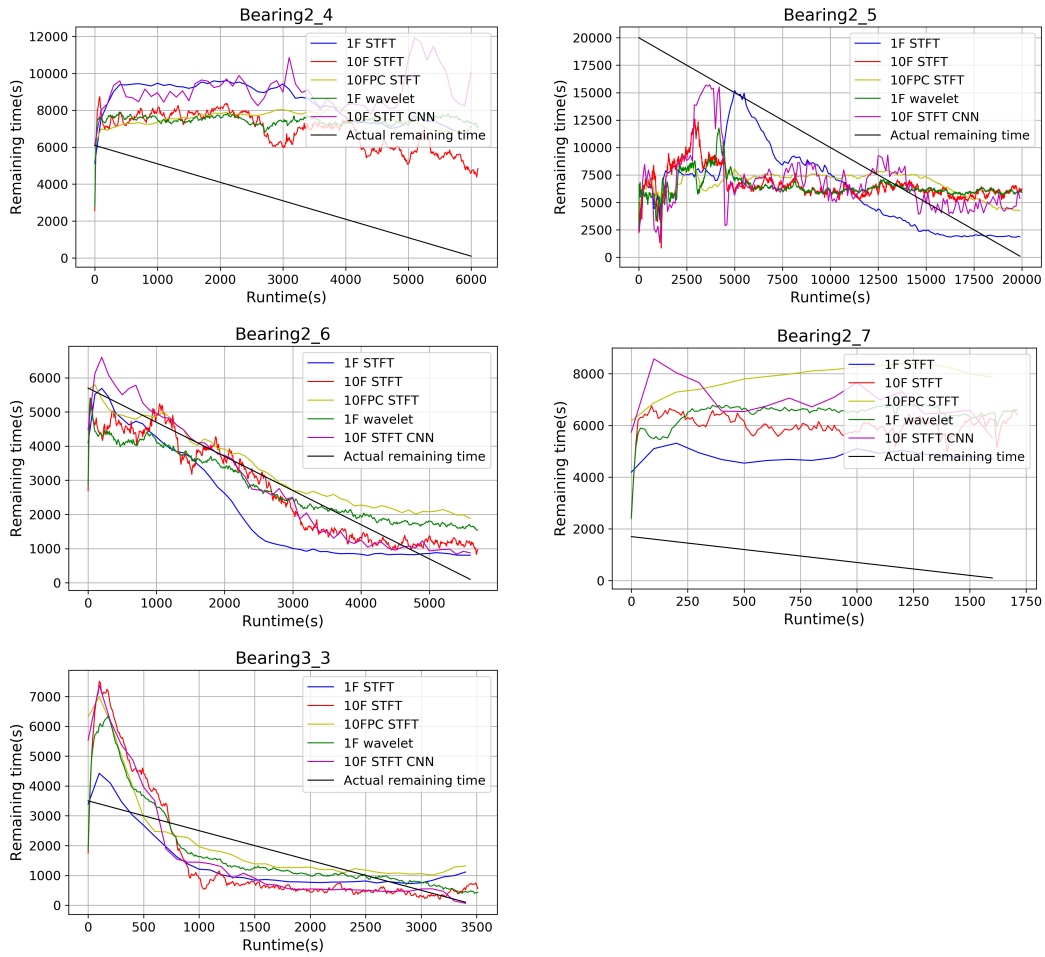 Bearing2_4
Remaining time(s)
12000
10000
8000
6000
4000
2000
0
1F STFT
10F STFT
10FPC STFT
1F wavelet
10F STFT CNN
Actual remaining time
0 1000 2000 3000 4000 5000 6000
Runtime(s)
Bearing2_5
Remaining time(s)
20000
17500
15000
12500
10000
7500
5000
2500
0
1F STFT
10F STFT
10FPC STFT
1F wavelet
10F STFT CNN
Actual remaining time
0 2500 5000 7500 10000 12500 15000 17500 20000
Runtime(s)
Bearing2_6
Remaining time(s)
6000
5000
4000
3000
2000
1000
0
1F STFT
10F STFT
10FPC STFT
1F wavelet
10F STFT CNN
Actual remaining time
0 1000 2000 3000 4000 5000
Runtime(s)
Bearing2_7
Remaining time(s)
8000
6000
4000
2000
0
1F STFT
10F STFT
10FPC STFT
1F wavelet
10F STFT CNN
Actual remaining time
0 250 500 750 1000 1250 1500 1750
Runtime(s)
Bearing3_3
Remaining time(s)
7000
6000
5000
4000
3000
2000
1000
0
1F STFT
10F STFT
10FPC STFT
1F wavelet
10F STFT CNN
Actual remaining time
0 500 1000 1500 2000 2500 3000 3500
Runtime(s)